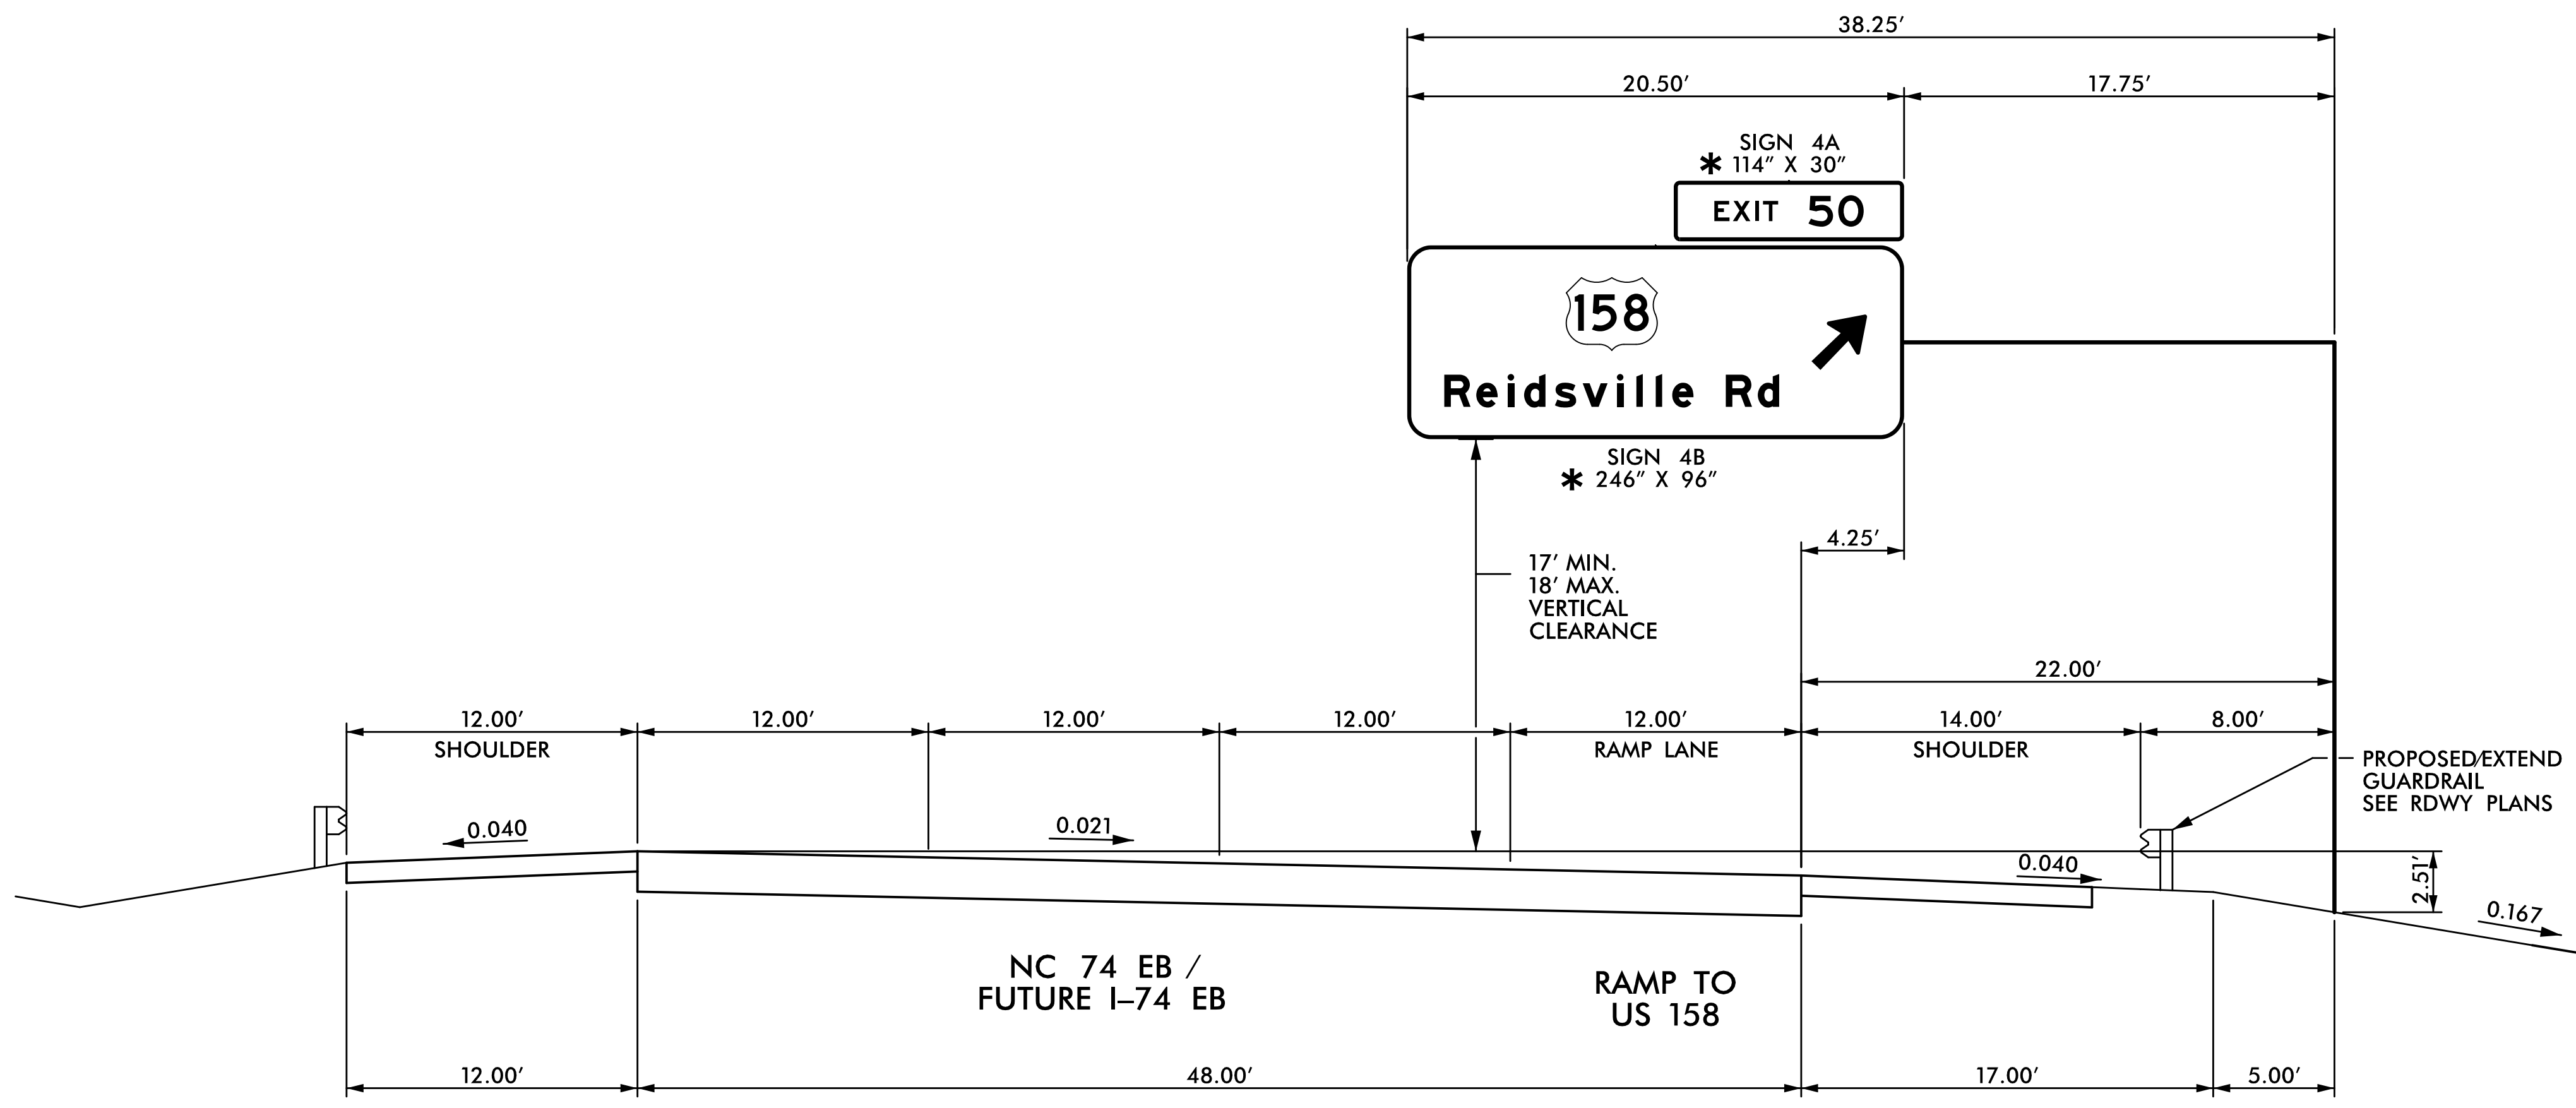 38.25′
20.50′ 17.75′
SIGN 4A
* 114″ X 30″
EXIT 50
158
Reidsville Rd
SIGN 4B
* 246″ X 96″
4.25′
17′ MIN.
18′ MAX.
VERTICAL
CLEARANCE
22.00′
12.00′ 12.00′ 12.00′ 12.00′ 12.00′ 14.00′ 8.00′
SHOULDER RAMP LANE SHOULDER
PROPOSED/EXTEND
GUARDRAIL
SEE RDWY PLANS
0.040 0.021 0.040
2.51′
0.167
NC 74 EB /
FUTURE I–74 EB
RAMP TO
US 158
12.00′ 48.00′ 17.00′ 5.00′